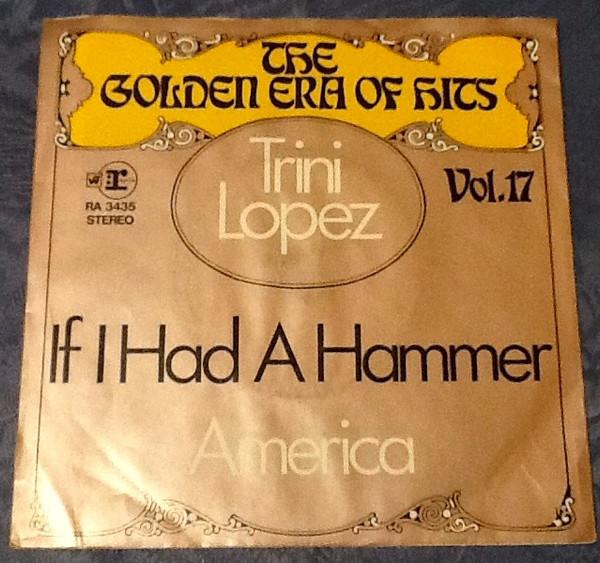 THE
GOLDEN ERA OF HITS
Trini
Lopez
Vol.17
r
RA 3435
STEREO
If I Had A Hammer
America